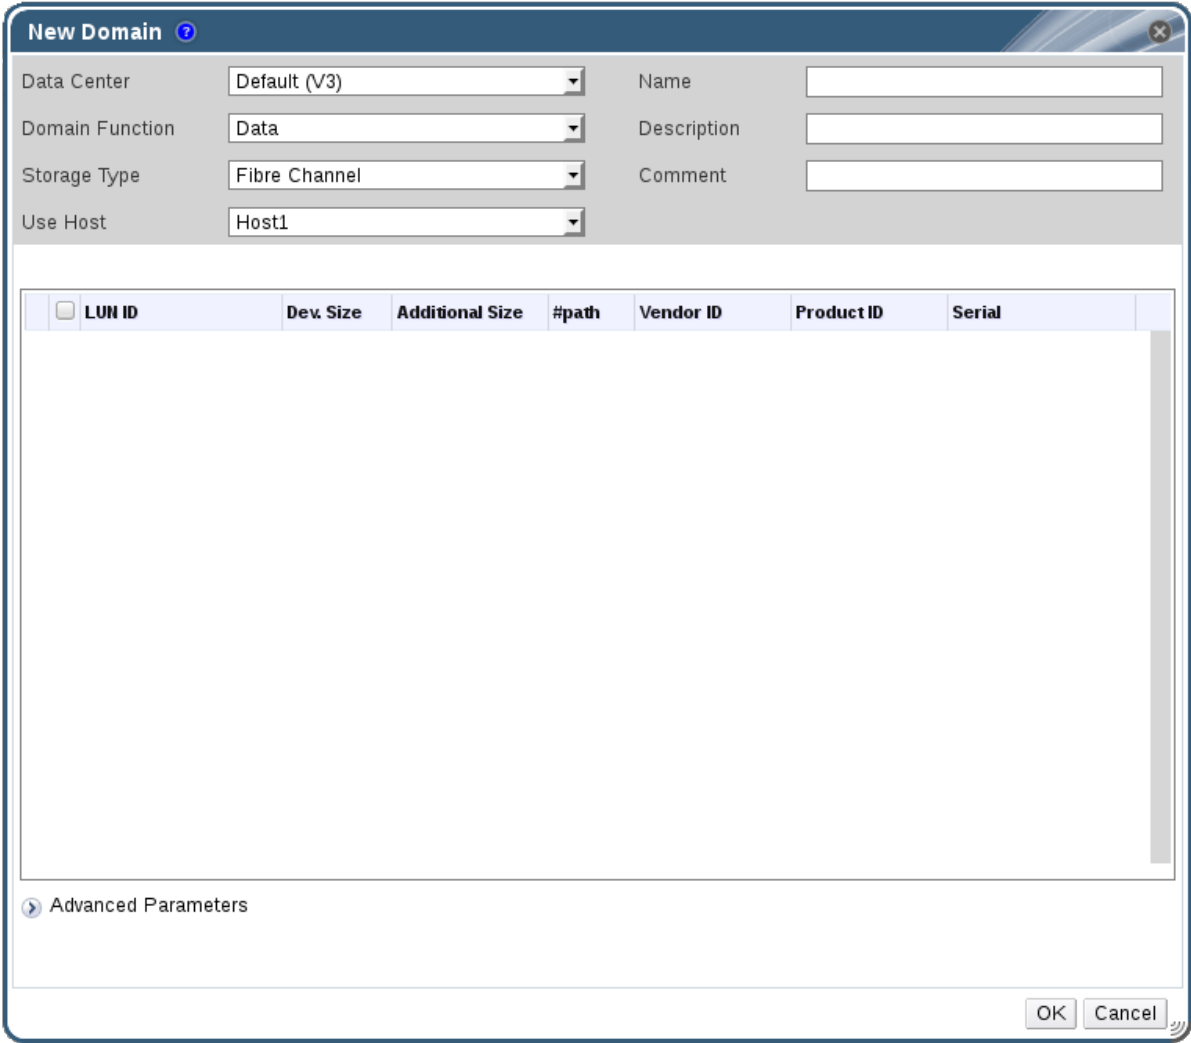 New Domain ?
Data Center Default (V3) Name
Domain Function Data Description
Storage Type Fibre Channel Comment
Use Host Host1
LUN ID Dev. Size Additional Size #path Vendor ID Product ID Serial
Advanced Parameters
OK Cancel